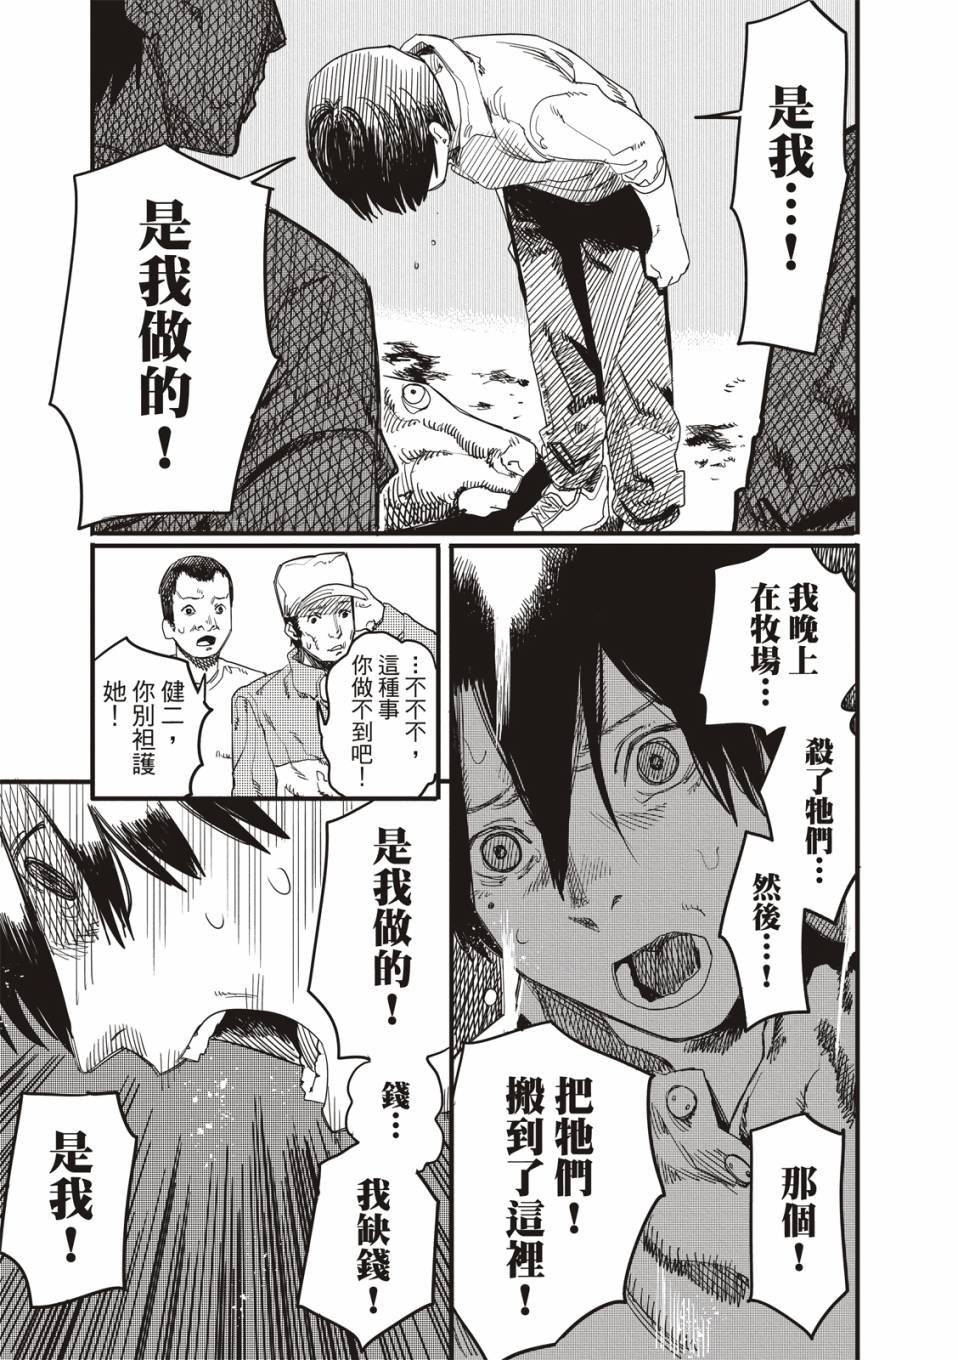 是我…！
是我做的！
我晚上
在牧場…
殺了牠們…
然後…！
那個！
把牠們！
搬到了這裡！
…不不不，
這種事
你做不到吧！
健二，
你別袒護
她！
是我做的！
錢…
我缺錢！
是我！